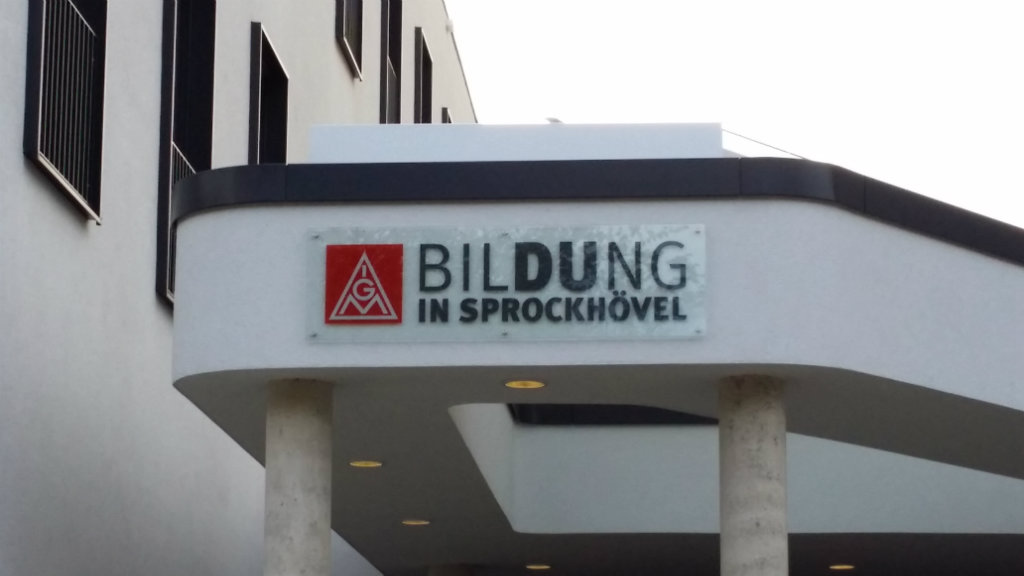 IGM
BILDUNG
IN SPROCKHÖVEL